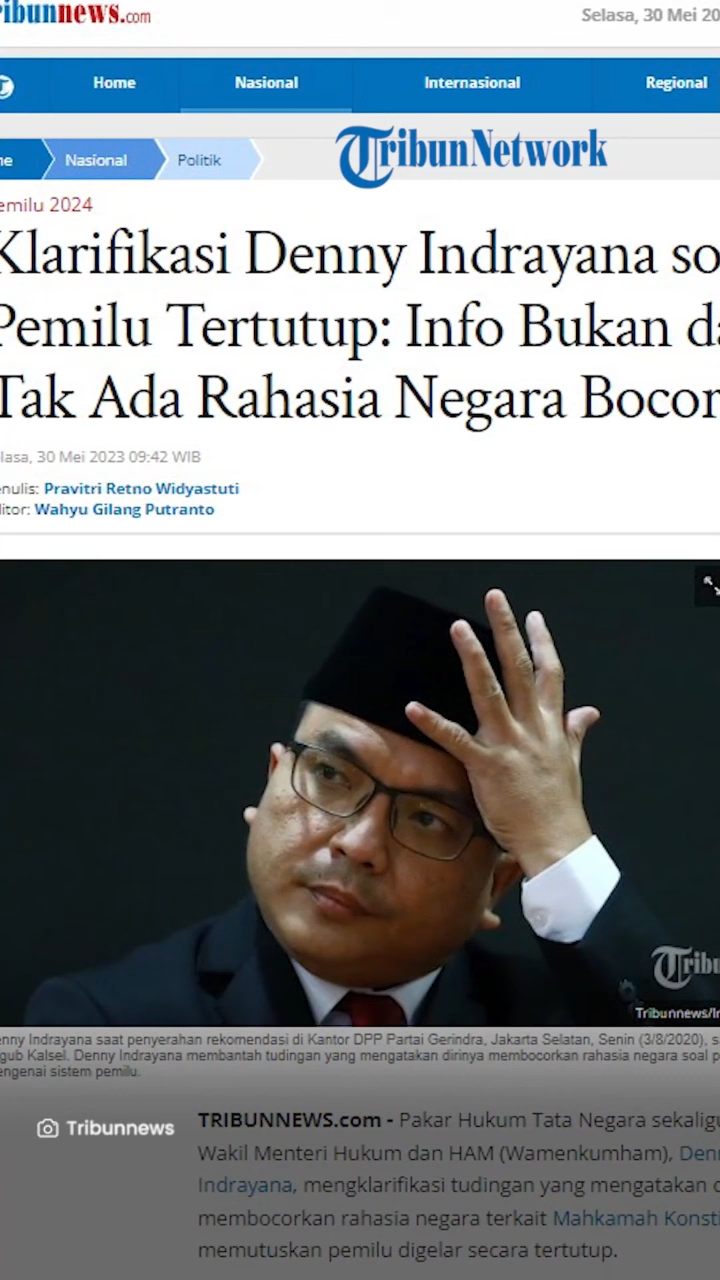 ribunnews.com
Selasa, 30 Mei 20
Home Nasional Internasional Regional
me Nasional Politik
TribunNetwork
emilu 2024
Klarifikasi Denny Indrayana so
Pemilu Tertutup: Info Bukan da
Tak Ada Rahasia Negara Bocor
lasa, 30 Mei 2023 09:42 WIB
enulis: Pravitri Retno Widyastuti
itor: Wahyu Gilang Putranto
Tribu
Tribunnews/Ir
enny Indrayana saat penyerahan rekomendasi di Kantor DPP Partai Gerindra, Jakarta Selatan, Senin (3/8/2020), s
gub Kalsel. Denny Indrayana membantah tudingan yang mengatakan dirinya membocorkan rahasia negara soal p
engenai sistem pemilu.
Tribunnews
TRIBUNNEWS.com - Pakar Hukum Tata Negara sekaligu
Wakil Menteri Hukum dan HAM (Wamenkumham), Denn
Indrayana, mengklarifikasi tudingan yang mengatakan d
membocorkan rahasia negara terkait Mahkamah Konsti
memutuskan pemilu digelar secara tertutup.